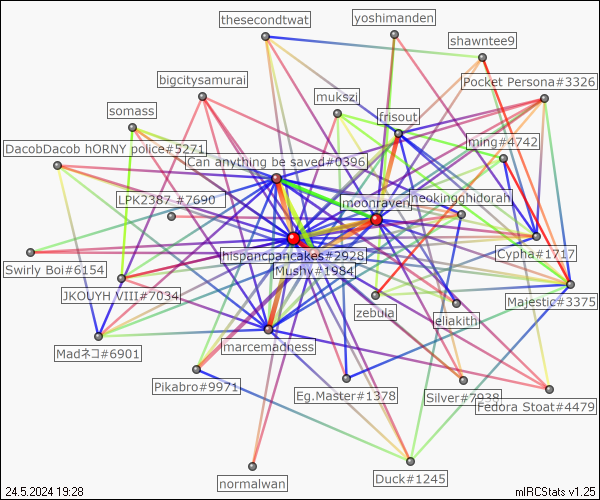 thesecondtwat
yoshimanden
shawntee9
bigcitysamurai
Pocket Persona#3326
mukszi
somass
frisout
ming#4742
DacobDacob hORNY police#5271
Can anything be saved#0396
LPK2387 #7690
moonraven
neokingghidorah
hispancpancakes#2928
Cypha#1717
Mushy#1984
Swirly Boi#6154
JKOUYH VIII#7034
Majestic#3375
zebula
ellakith
marcemadness
Madネコ#6901
Pikabro#9971
Eg.Master#1378
Silver#7938
Fedora Stoat#4479
normalwan
Duck#1245
24.5.2024 19:28
mIRCStats v1.25